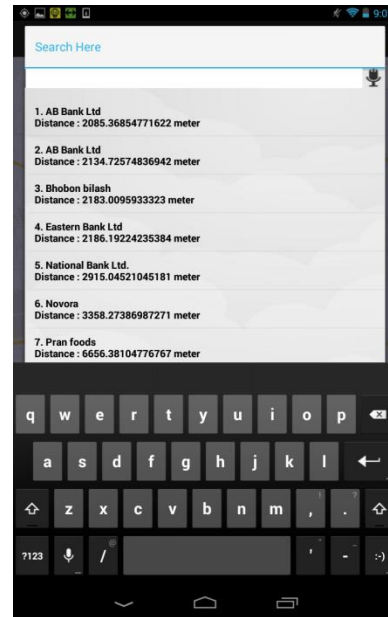 9:0
Search Here
1. AB Bank Ltd
Distance : 2085.36854771622 meter
2. AB Bank Ltd
Distance : 2134.72574836942 meter
3. Bhobon bilash
Distance : 2183.0095933323 meter
4. Eastern Bank Ltd
Distance : 2186.19224235384 meter
5. National Bank Ltd.
Distance : 2915.04521045181 meter
6. Novora
Distance : 3358.27386987271 meter
7. Pran foods
Distance : 6656.38104776767 meter
q w e r t y u i o p
a s d f g h j k l
z x c v b n m , ! . ?
?123 / @ ' - :-)